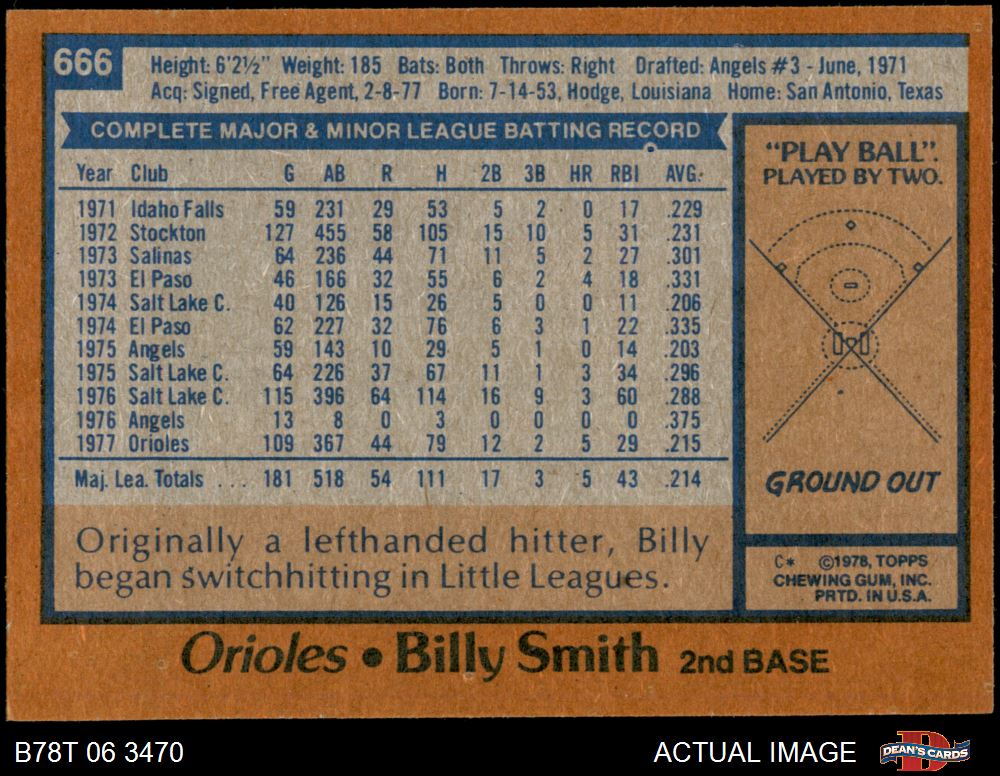 666
Height: 6'2½" Weight: 185 Bats: Both Throws: Right Drafted: Angels #3 - June, 1971
Acq: Signed, Free Agent, 2-8-77 Born: 7-14-53, Hodge, Louisiana Home: San Antonio, Texas
COMPLETE MAJOR & MINOR LEAGUE BATTING RECORD
Year Club G AB R H 2B 3B HR RBI AVG.
1971 Idaho Falls 59 231 29 53 5 2 0 17 .229
1972 Stockton 127 455 58 105 15 10 5 31 .231
1973 Salinas 64 236 44 71 11 5 2 27 .301
1973 El Paso 46 166 32 55 6 2 4 18 .331
1974 Salt Lake C. 40 126 15 26 5 0 0 11 .206
1974 El Paso 62 227 32 76 6 3 1 22 .335
1975 Angels 59 143 10 29 5 1 0 14 .203
1975 Salt Lake C. 64 226 37 67 11 1 3 34 .296
1976 Salt Lake C. 115 396 64 114 16 9 3 60 .288
1976 Angels 13 8 0 3 0 0 0 0 .375
1977 Orioles 109 367 44 79 12 2 5 29 .215
Maj. Lea. Totals . . . 181 518 54 111 17 3 5 43 .214
Originally a lefthanded hitter, Billy
began switchhitting in Little Leagues.
"PLAY BALL".
PLAYED BY TWO.
GROUND OUT
C* ©1978, TOPPS
CHEWING GUM, INC.
PRTD. IN U.S.A.
Orioles • Billy Smith 2nd BASE
B78T 06 3470 ACTUAL IMAGE DEAN'S CARDS